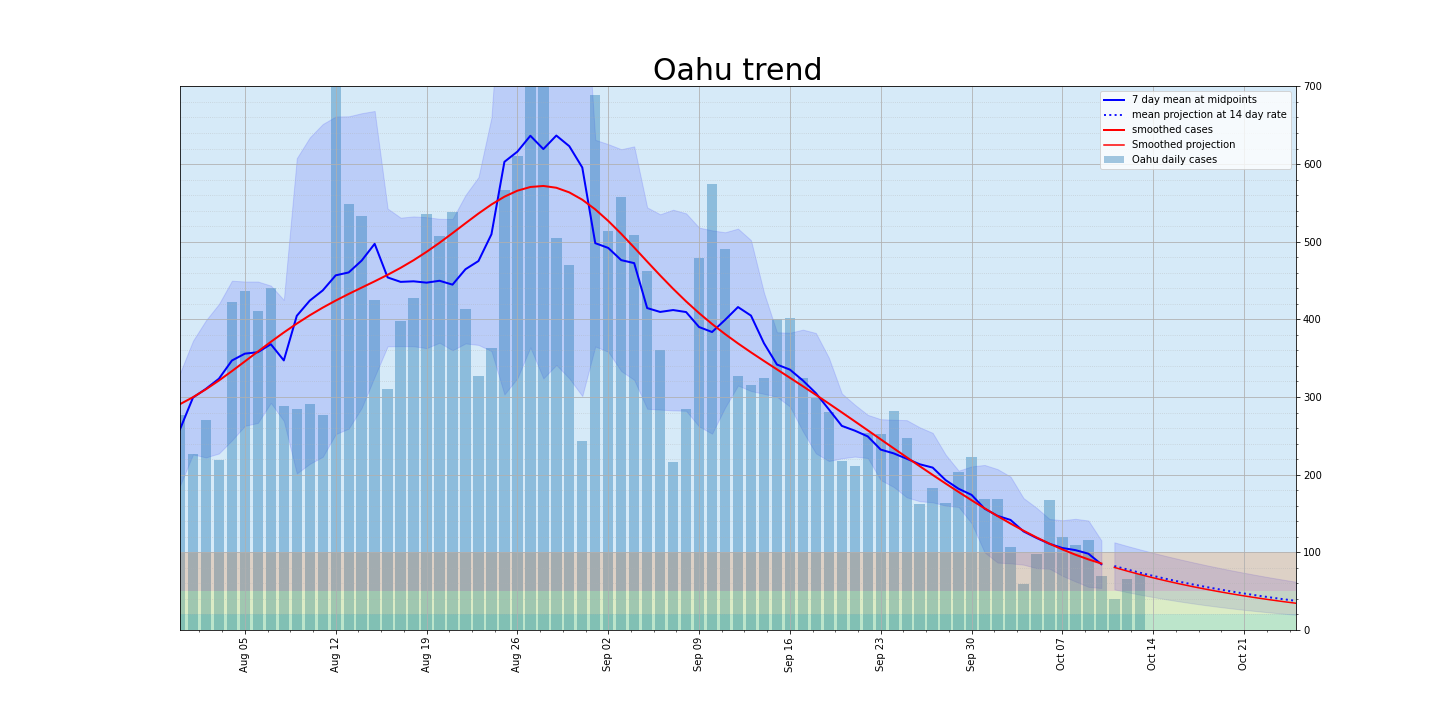 Oahu trend
7 day mean at midpoints
mean projection at 14 day rate
smoothed cases
Smoothed projection
Oahu daily cases
700
600
500
400
300
200
100
0
Aug 05
Aug 12
Aug 19
Aug 26
Sep 02
Sep 09
Sep 16
Sep 23
Sep 30
Oct 07
Oct 14
Oct 21